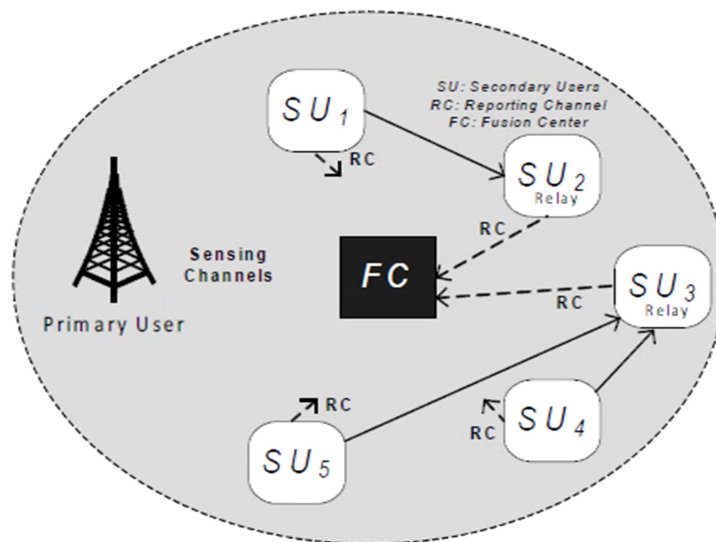 SU1
SU: Secondary Users
RC: Reporting Channel
FC: Fusion Center
RC
SU2
Relay
RC
Sensing
Channels
FC
SU3
Relay
RC
Primary User
RC
SU4
RC
SU5